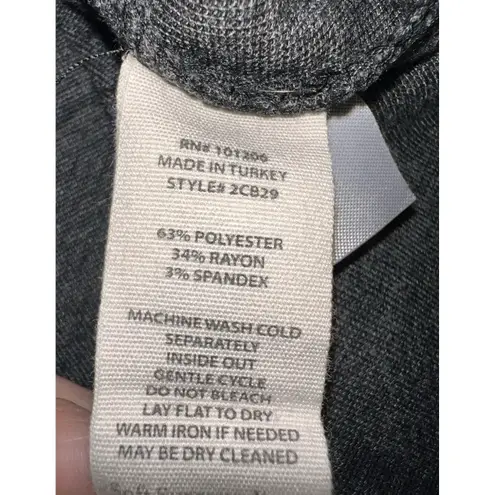 RN# 101206
MADE IN TURKEY
STYLE# 2CB29
63% POLYESTER
34% RAYON
3% SPANDEX
MACHINE WASH COLD
SEPARATELY
INSIDE OUT
GENTLE CYCLE
DO NOT BLEACH
LAY FLAT TO DRY
WARM IRON IF NEEDED
MAY BE DRY CLEANED